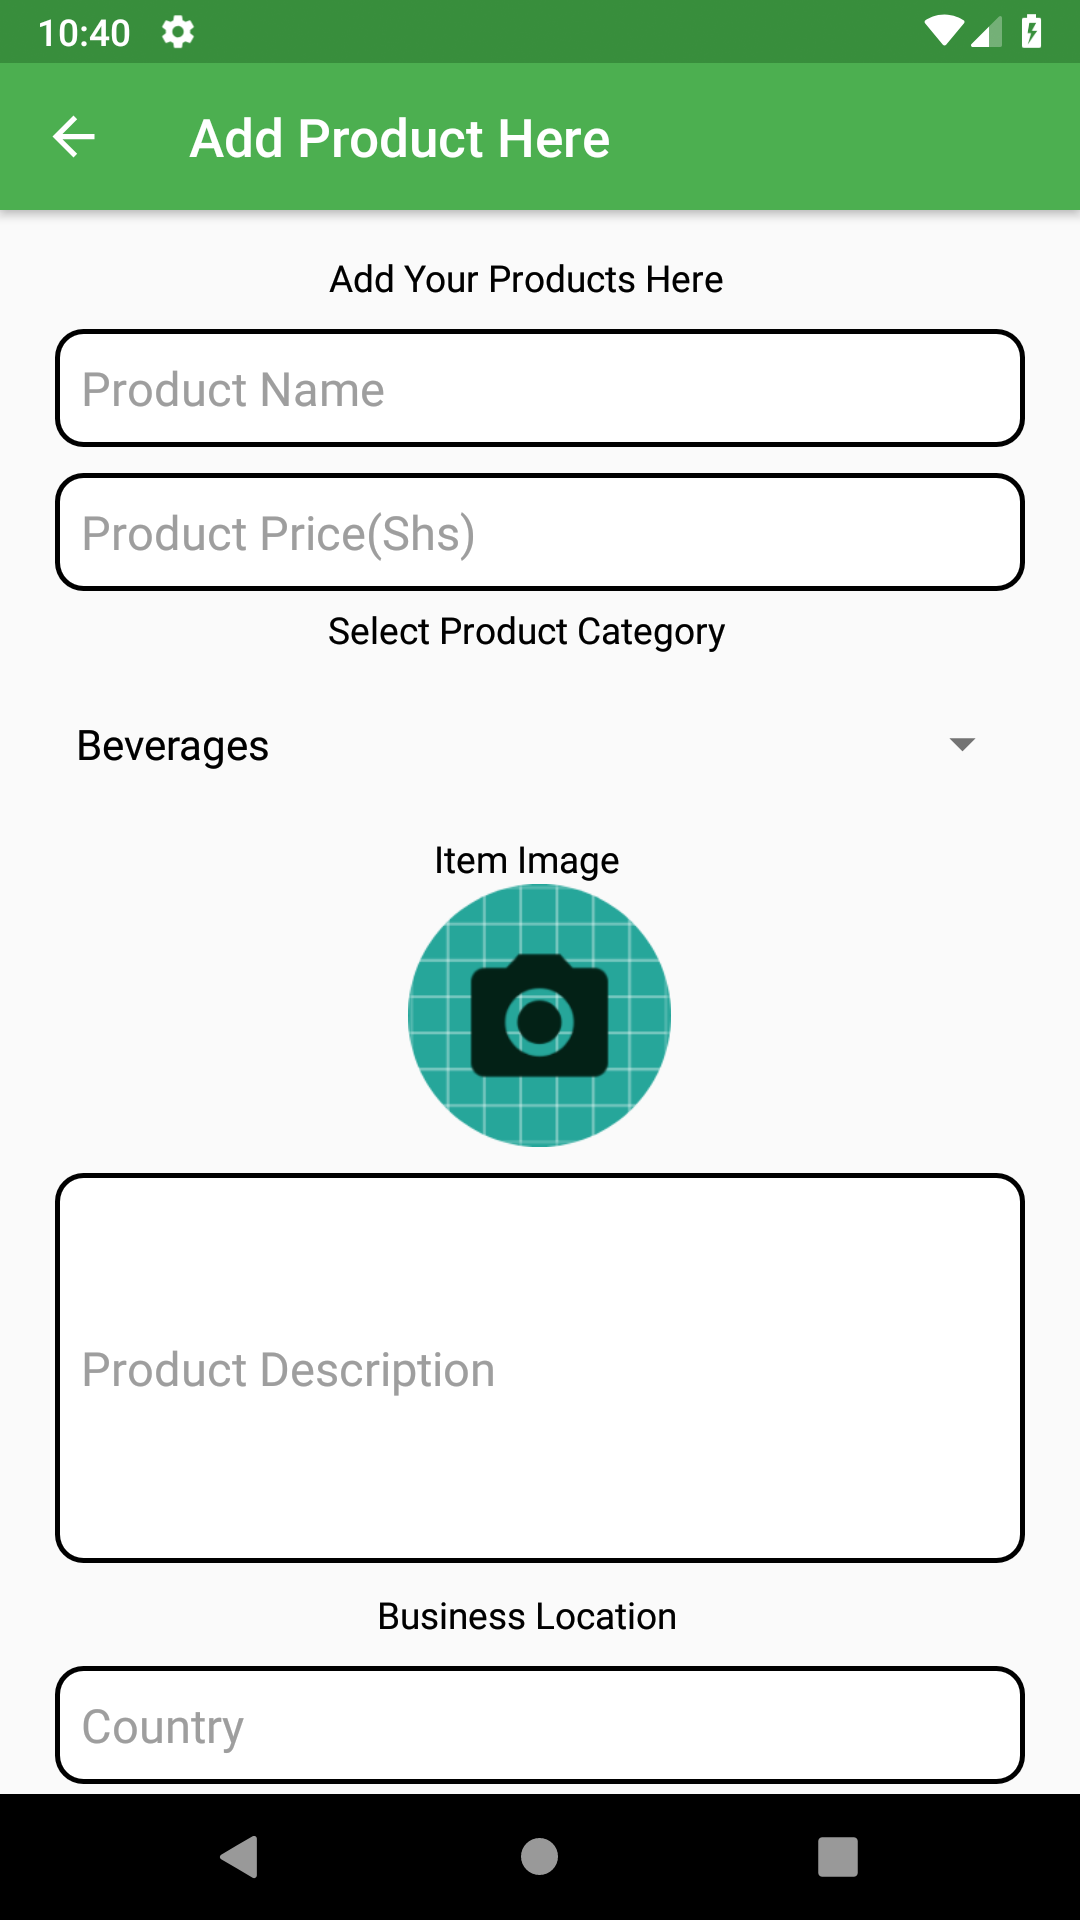 10:40
Add Product Here
Add Your Products Here
Product Name
Product Price(Shs)
Select Product Category
Beverages
Item Image
Product Description
Business Location
Country